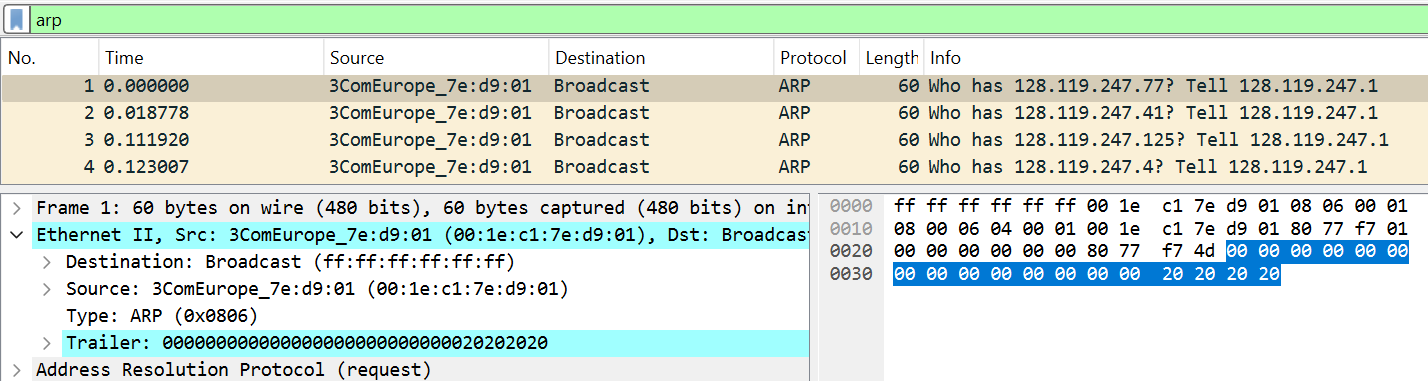 arp
No. Time Source Destination Protocol Length Info
1 0.000000 3ComEurope_7e:d9:01 Broadcast ARP 60 Who has 128.119.247.77? Tell 128.119.247.1
2 0.018778 3ComEurope_7e:d9:01 Broadcast ARP 60 Who has 128.119.247.41? Tell 128.119.247.1
3 0.111920 3ComEurope_7e:d9:01 Broadcast ARP 60 Who has 128.119.247.125? Tell 128.119.247.1
4 0.123007 3ComEurope_7e:d9:01 Broadcast ARP 60 Who has 128.119.247.4? Tell 128.119.247.1
Frame 1: 60 bytes on wire (480 bits), 60 bytes captured (480 bits) on int
Ethernet II, Src: 3ComEurope_7e:d9:01 (00:1e:c1:7e:d9:01), Dst: Broadcas
Destination: Broadcast (ff:ff:ff:ff:ff:ff)
Source: 3ComEurope_7e:d9:01 (00:1e:c1:7e:d9:01)
Type: ARP (0x0806)
Trailer: 000000000000000000000000000020202020
Address Resolution Protocol (request)
0000 ff ff ff ff ff ff 00 1e c1 7e d9 01 08 06 00 01
0010 08 00 06 04 00 01 00 1e c1 7e d9 01 80 77 f7 01
0020 00 00 00 00 00 00 80 77 f7 4d 00 00 00 00 00 00
0030 00 00 00 00 00 00 00 00 20 20 20 20